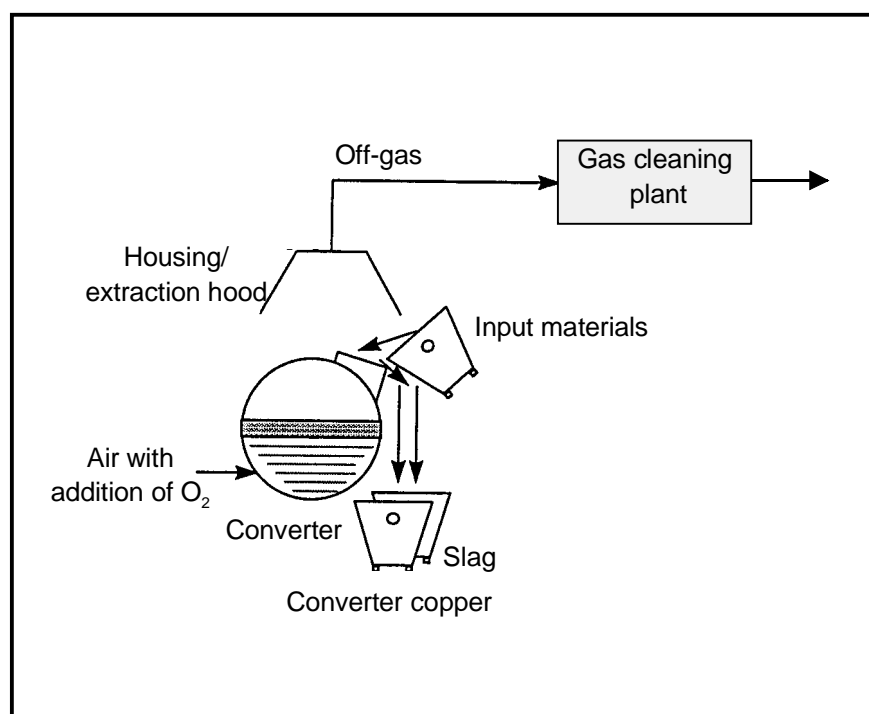 Off-gas
Gas cleaning
plant
Housing/
extraction hood
Input materials
Air with
addition of O₂
Converter
Slag
Converter copper